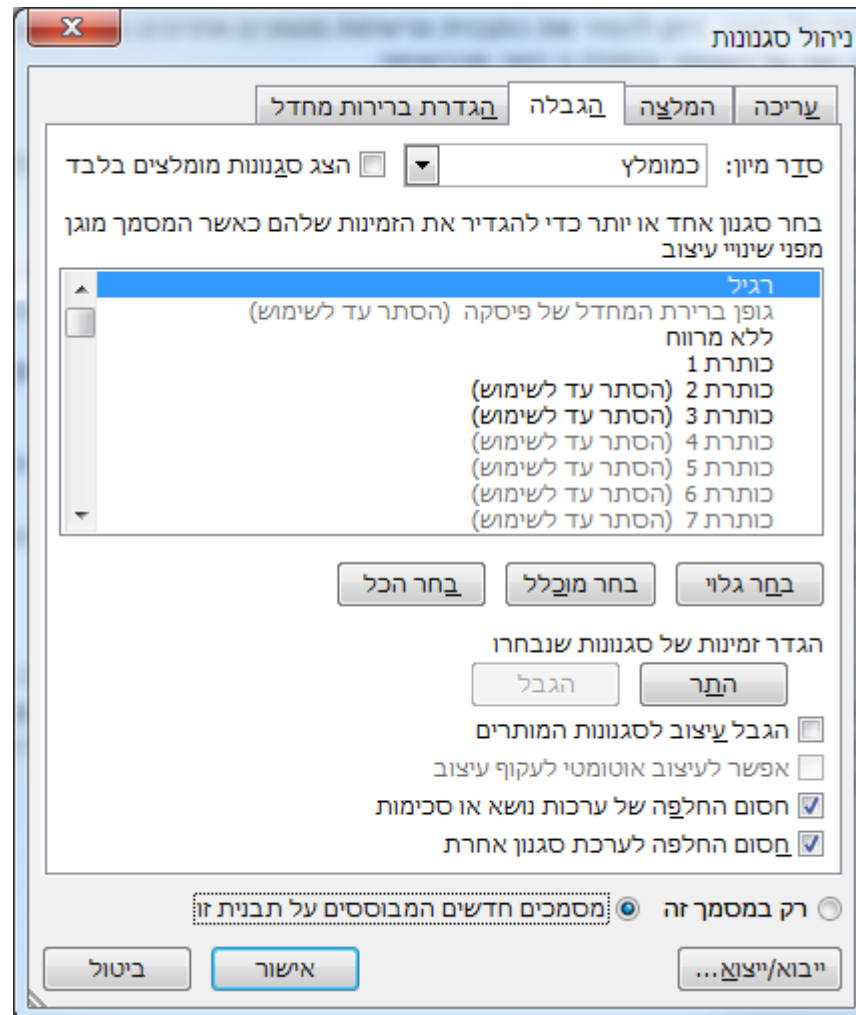 ניהול סגנונות
עריכה המלצה הגבלה הגדרת ברירות מחדל
סדר מיון: כמומלץ הצג סגנונות מומלצים בלבד
בחר סגנון אחד או יותר כדי להגדיר את הזמינות שלהם כאשר המסמך מוגן
מפני שינויי עיצוב
רגיל
גופן ברירת המחדל של פיסקה (הסתר עד לשימוש)
ללא מרווח
כותרת 1
כותרת 2 (הסתר עד לשימוש)
כותרת 3 (הסתר עד לשימוש)
כותרת 4 (הסתר עד לשימוש)
כותרת 5 (הסתר עד לשימוש)
כותרת 6 (הסתר עד לשימוש)
כותרת 7 (הסתר עד לשימוש)
בחר גלוי בחר מוכלל בחר הכל
הגדר זמינות של סגנונות שנבחרו
התר הגבל
הגבל עיצוב לסגנונות המותרים
אפשר לעיצוב אוטומטי לעקוף עיצוב
חסום החלפה של ערכות נושא או סכימות
חסום החלפה לערכת סגנון אחרת
רק במסמך זה מסמכים חדשים המבוססים על תבנית זו
ייבוא/ייצוא... אישור ביטול